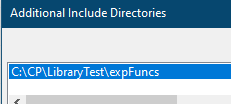 Additional Include Directories
C:\CP\LibraryTest\expFuncs